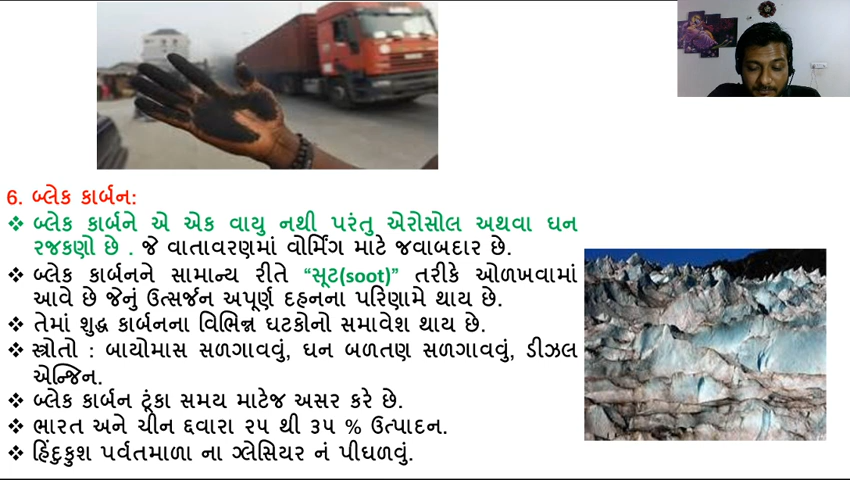 6. બ્લેક કાર્બન:
❖ બ્લેક કાર્બને એ એક વાયુ નથી પરંતુ એરોસોલ અથવા ઘન
રજકણો છે . જે વાતાવરણમાં વોર્મિંગ માટે જવાબદાર છે.
❖ બ્લેક કાર્બનને સામાન્ય રીતે “સૂટ(soot)” તરીકે ઓળખવામાં
આવે છે જેનું ઉત્સર્જન અપૂર્ણ દહનના પરિણામે થાય છે.
❖ તેમાં શુદ્ધ કાર્બનના વિભિન્ન ઘટકોનો સમાવેશ થાય છે.
❖ સ્ત્રોતો : બાયોમાસ સળગાવવું, ઘન બળતણ સળગાવવું, ડીઝલ
એન્જિન.
❖ બ્લેક કાર્બન ટૂંકા સમય માટેજ અસર કરે છે.
❖ ભારત અને ચીન દ્વારા ૨૫ થી ૩૫ % ઉત્પાદન.
❖ હિંદુકુશ પર્વતમાળા ના ગ્લેસિયર નં પીઘળવું.